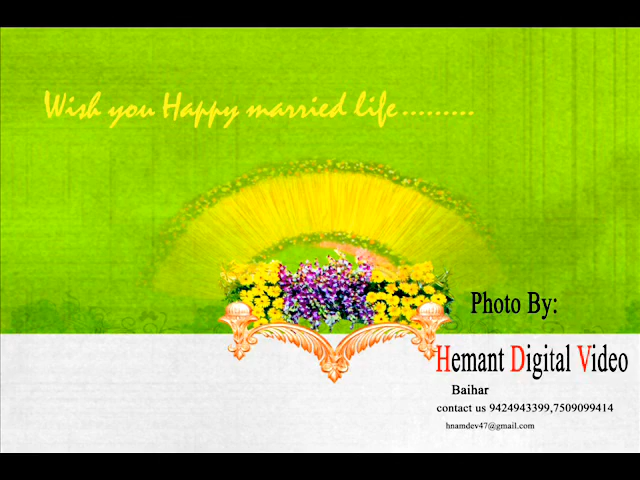 Wish you Happy married life.........
Photo By:
Hemant Digital Video
Baihar
contact us 9424943399,7509099414
hnamdev47@gmail.com